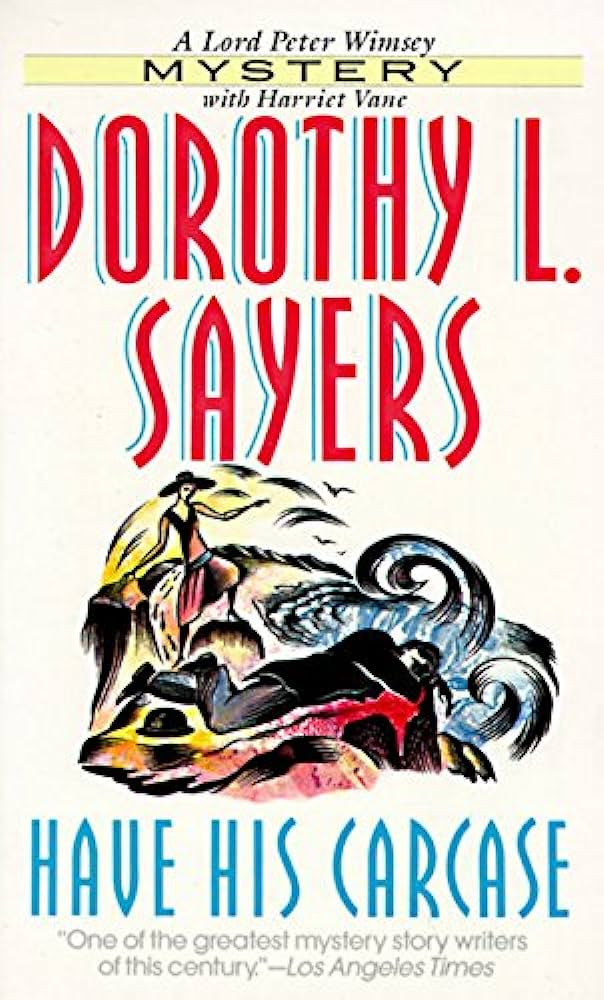 A Lord Peter Wimsey
MYSTERY
with Harriet Vane
DOROTHY L.
SAYERS
HAVE HIS CARCASE
"One of the greatest mystery story writers
of this century."—Los Angeles Times